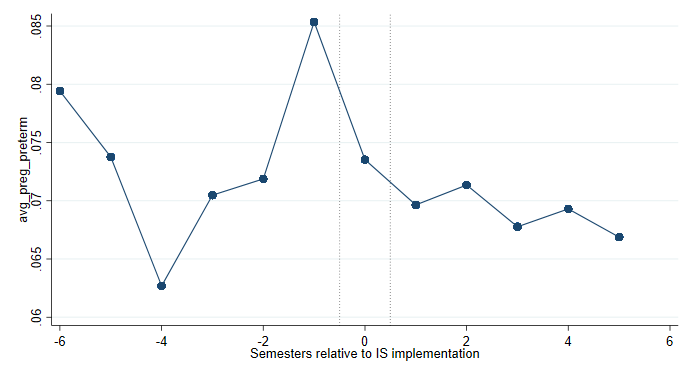 .085
.08
.075
.07
.065
.06
avg_preg_preterm
-6 -4 -2 0 2 4 6
Semesters relative to IS implementation